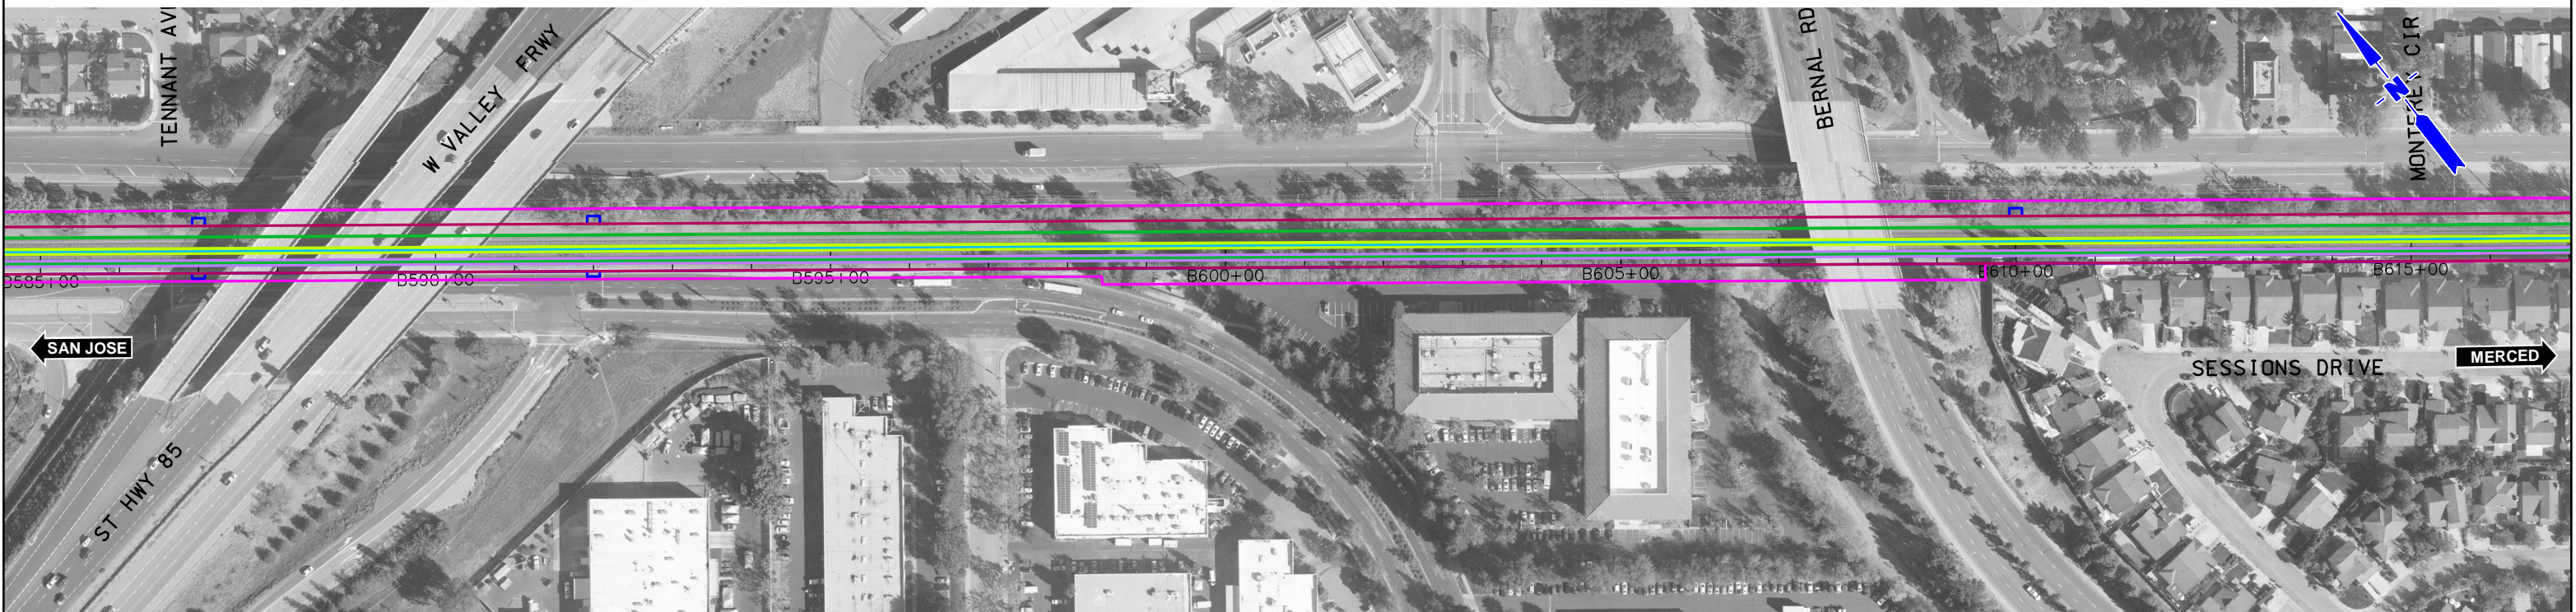 TENNANT AV
W VALLEY FRWY
BERNAL RD
MONTEREY CIR
N
B585+00
B590+00
B595+00
B600+00
B605+00
B610+00
B615+00
SAN JOSE
MERCED
SESSIONS DRIVE
ST HWY 85